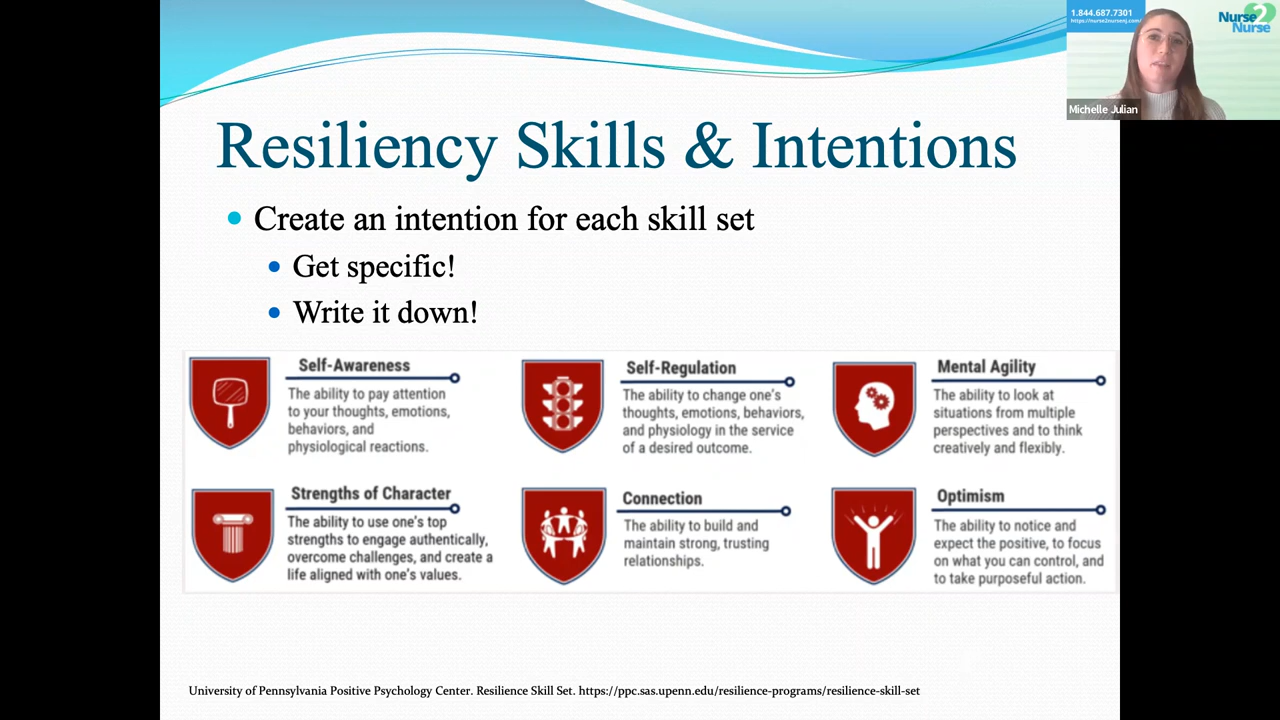 1.844.687.7301
https://nurse2nursenj.com/
Nurse 2
Nurse
Michelle Julian
Resiliency Skills & Intentions
Create an intention for each skill set
Get specific!
Write it down!
Self-Awareness
The ability to pay attention
to your thoughts, emotions,
behaviors, and
physiological reactions.
Self-Regulation
The ability to change one's
thoughts, emotions, behaviors,
and physiology in the service
of a desired outcome.
Mental Agility
The ability to look at
situations from multiple
perspectives and to think
creatively and flexibly.
Strengths of Character
The ability to use one's top
strengths to engage authentically,
overcome challenges, and create a
life aligned with one's values.
Connection
The ability to build and
maintain strong, trusting
relationships.
Optimism
The ability to notice and
expect the positive, to focus
on what you can control, and
to take purposeful action.
University of Pennsylvania Positive Psychology Center. Resilience Skill Set. https://ppc.sas.upenn.edu/resilience-programs/resilience-skill-set